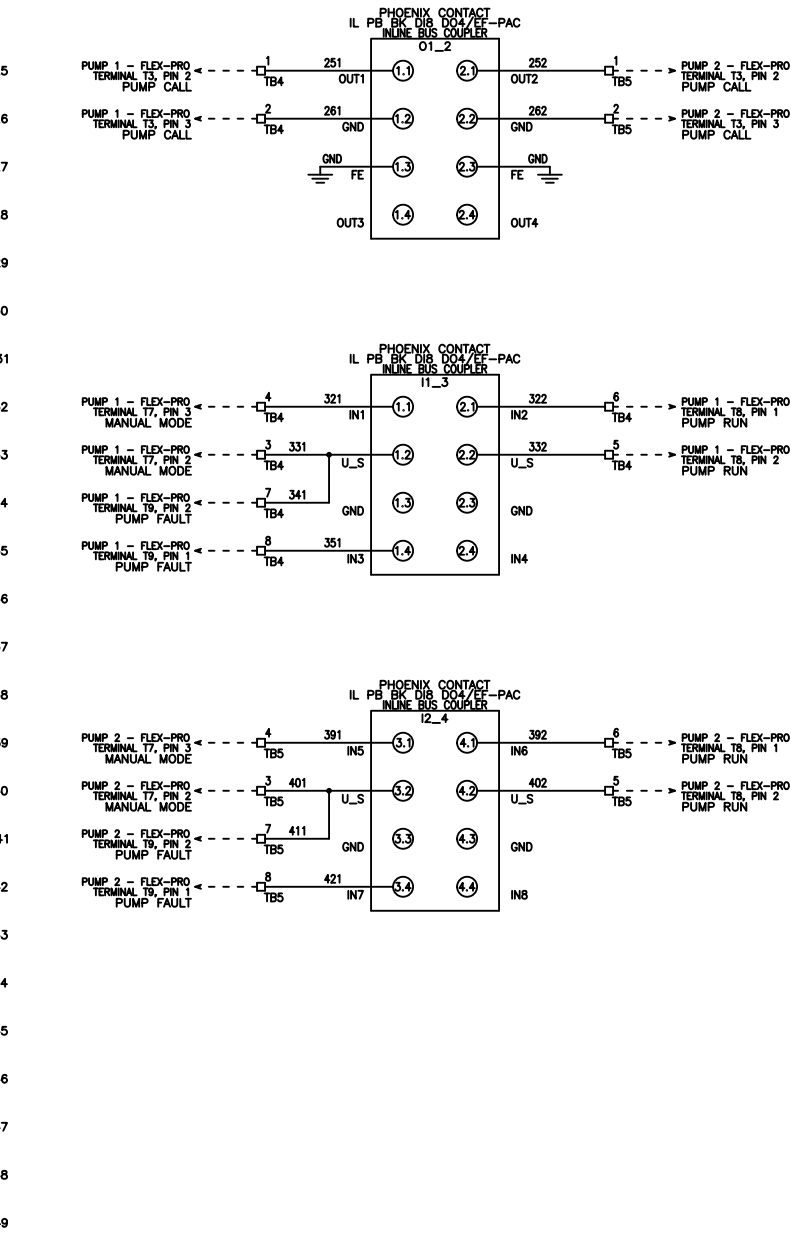 PHOENIX CONTACT
IL PB BK DI8 DO4/EF-PAC
INLINE BUS COUPLER
O1_2
5
PUMP 1 - FLEX-PRO
TERMINAL T3, PIN 2
PUMP CALL
1
TB4
251
OUT1
1.1
2.1
252
OUT2
1
TB5
PUMP 2 - FLEX-PRO
TERMINAL T3, PIN 2
PUMP CALL
6
PUMP 1 - FLEX-PRO
TERMINAL T3, PIN 3
PUMP CALL
2
TB4
261
GND
1.2
2.2
262
GND
2
TB5
PUMP 2 - FLEX-PRO
TERMINAL T3, PIN 3
PUMP CALL
7
GND
FE
1.3
2.3
GND
FE
8
OUT3
1.4
2.4
OUT4
9
0
31
PHOENIX CONTACT
IL PB BK DI8 DO4/EF-PAC
INLINE BUS COUPLER
I1_3
2
PUMP 1 - FLEX-PRO
TERMINAL T7, PIN 3
MANUAL MODE
4
TB4
321
IN1
1.1
2.1
322
IN2
6
TB4
PUMP 1 - FLEX-PRO
TERMINAL T8, PIN 1
PUMP RUN
3
PUMP 1 - FLEX-PRO
TERMINAL T7, PIN 2
MANUAL MODE
3
TB4
331
U_S
1.2
2.2
332
U_S
5
TB4
PUMP 1 - FLEX-PRO
TERMINAL T8, PIN 2
PUMP RUN
4
PUMP 1 - FLEX-PRO
TERMINAL T9, PIN 2
PUMP FAULT
7
TB4
341
GND
1.3
2.3
GND
5
PUMP 1 - FLEX-PRO
TERMINAL T9, PIN 1
PUMP FAULT
8
TB4
351
IN3
1.4
2.4
IN4
6
7
8
PHOENIX CONTACT
IL PB BK DI8 DO4/EF-PAC
INLINE BUS COUPLER
I2_4
9
PUMP 2 - FLEX-PRO
TERMINAL T7, PIN 3
MANUAL MODE
4
TB5
391
IN5
3.1
4.1
392
IN6
6
TB5
PUMP 2 - FLEX-PRO
TERMINAL T8, PIN 1
PUMP RUN
0
PUMP 2 - FLEX-PRO
TERMINAL T7, PIN 2
MANUAL MODE
3
TB5
401
U_S
3.2
4.2
402
U_S
5
TB5
PUMP 2 - FLEX-PRO
TERMINAL T8, PIN 2
PUMP RUN
41
PUMP 2 - FLEX-PRO
TERMINAL T9, PIN 2
PUMP FAULT
7
TB5
411
GND
3.3
4.3
GND
2
PUMP 2 - FLEX-PRO
TERMINAL T9, PIN 1
PUMP FAULT
8
TB5
421
IN7
3.4
4.4
IN8
3
4
5
6
7
8
9